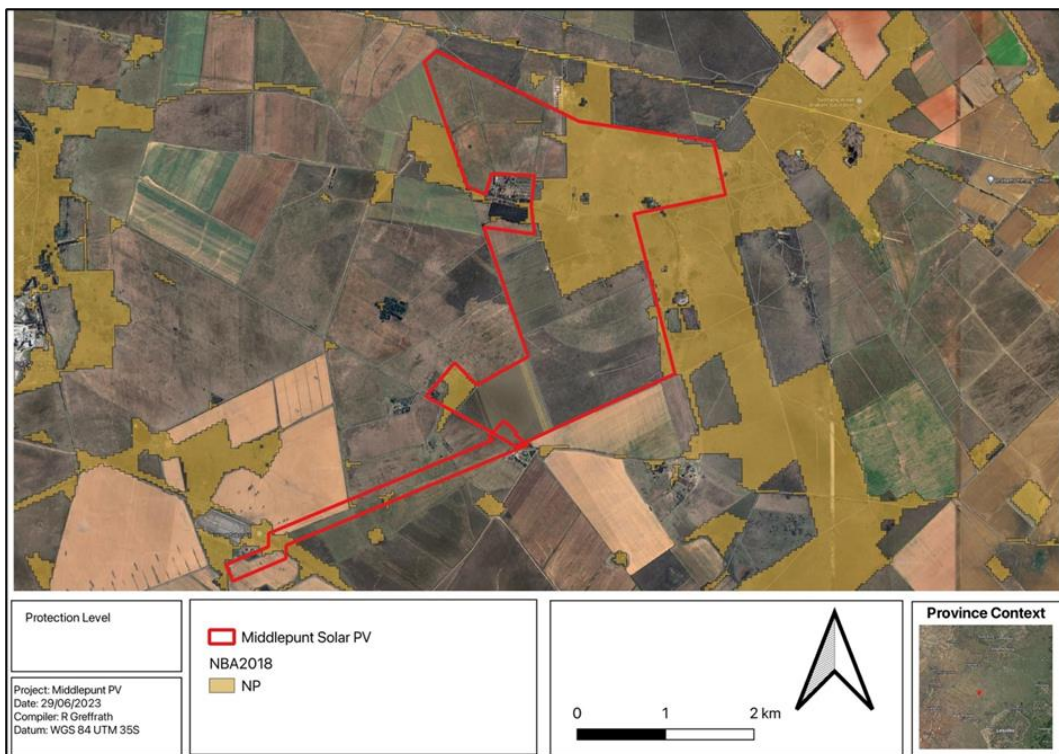 Protection Level
Project: Middlepunt PV
Date: 29/06/2023
Compiler: R Greffrath
Datum: WGS 84 UTM 35S
Middlepunt Solar PV
NBA2018
NP
0 1 2 km
Province Context